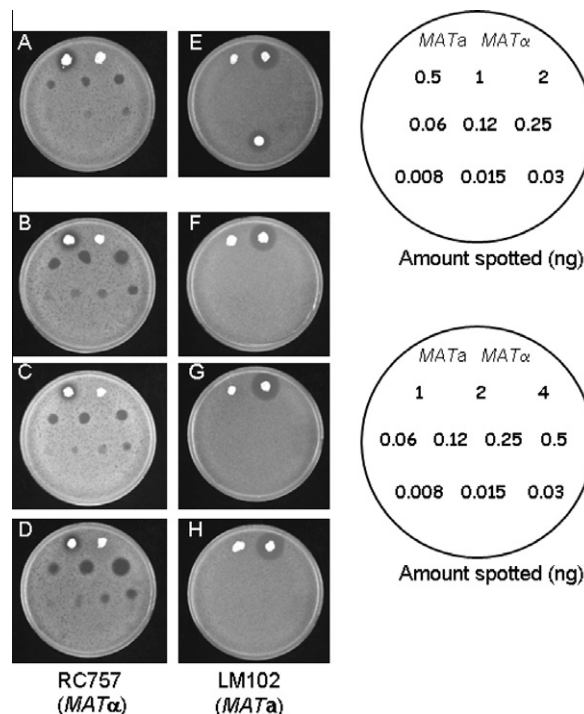 A
E
MATa MATα
0.5 1 2
0.06 0.12 0.25
0.008 0.015 0.03
Amount spotted (ng)
B
F
C
G
MATa MATα
1 2 4
0.06 0.12 0.25 0.5
0.008 0.015 0.03
Amount spotted (ng)
D
H
RC757
(MATα)
LM102
(MATa)